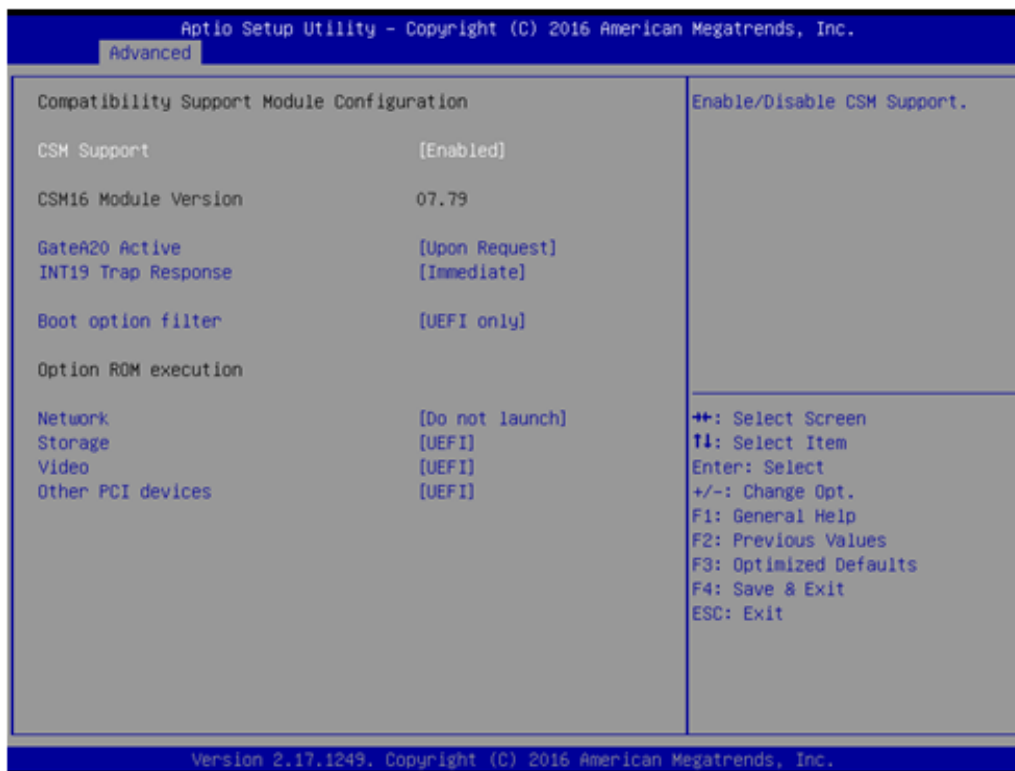 Aptio Setup Utility – Copyright (C) 2016 American Megatrends, Inc.
Advanced
Compatibility Support Module Configuration
CSM Support [Enabled]
CSM16 Module Version 07.79
GateA20 Active [Upon Request]
INT19 Trap Response [Immediate]
Boot option filter [UEFI only]
Option ROM execution
Network [Do not launch]
Storage [UEFI]
Video [UEFI]
Other PCI devices [UEFI]
Enable/Disable CSM Support.
→←: Select Screen
↑↓: Select Item
Enter: Select
+/-: Change Opt.
F1: General Help
F2: Previous Values
F3: Optimized Defaults
F4: Save & Exit
ESC: Exit
Version 2.17.1249. Copyright (C) 2016 American Megatrends, Inc.